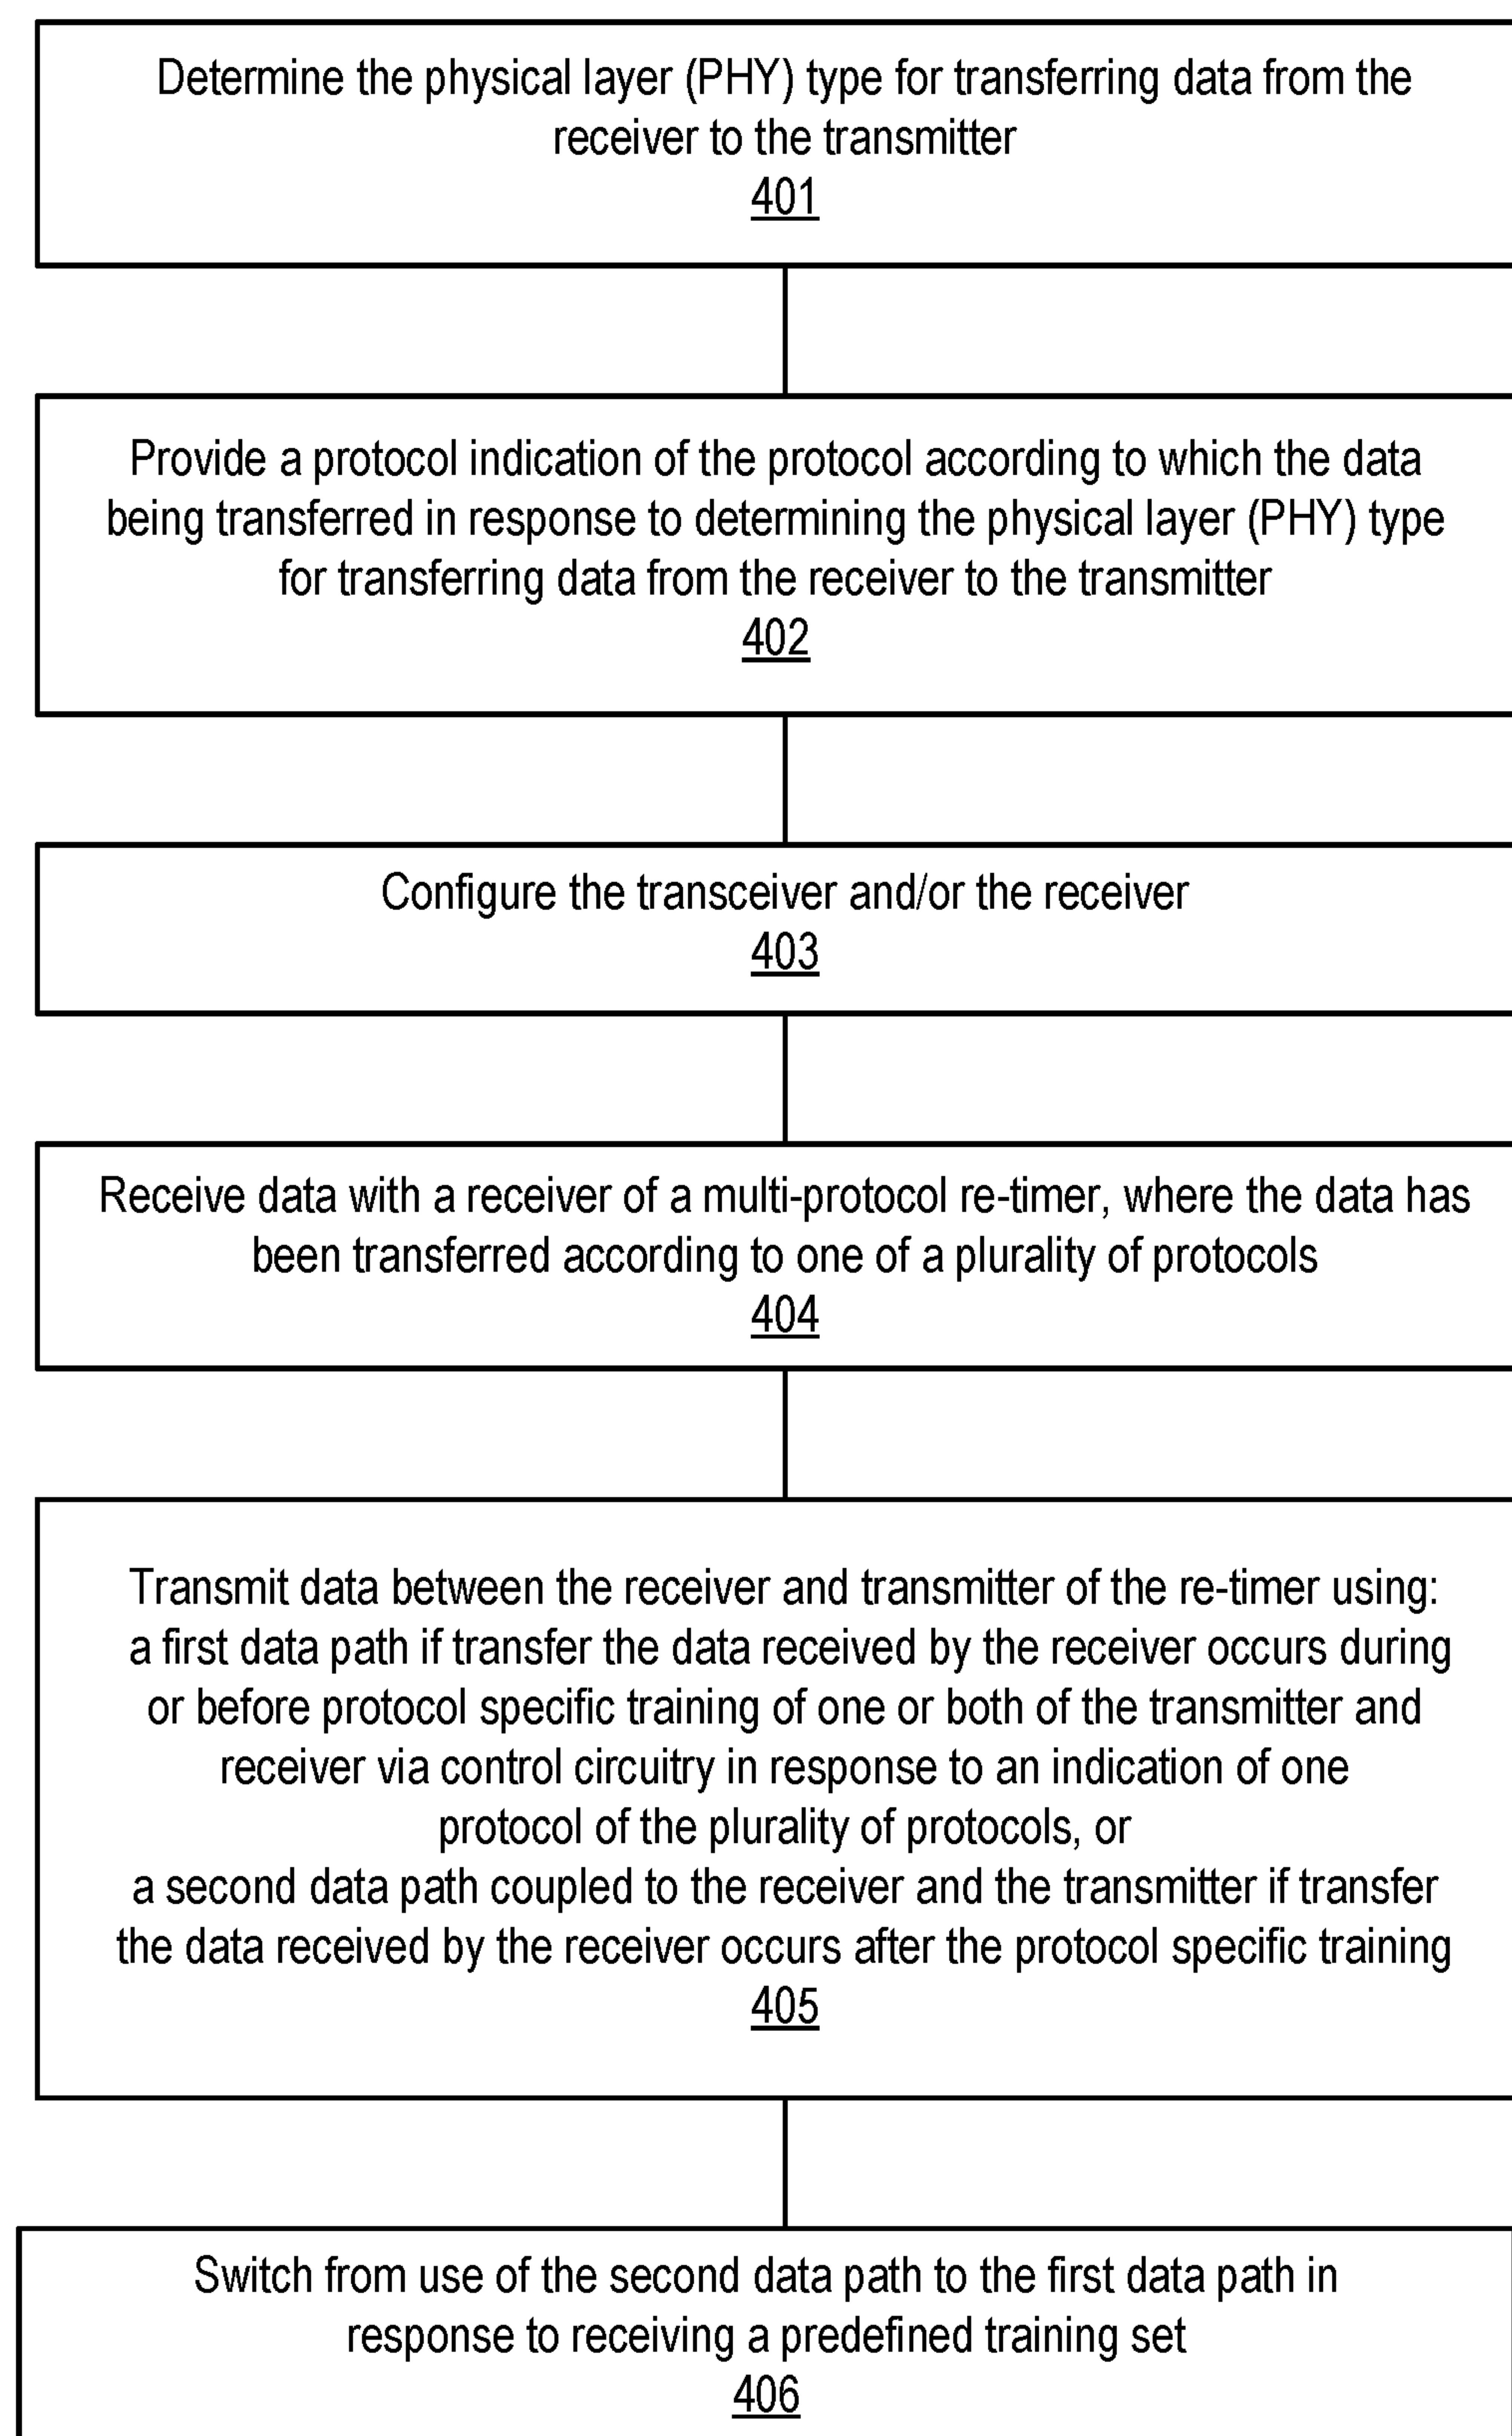 Determine the physical layer (PHY) type for transferring data from the
receiver to the transmitter
401
Provide a protocol indication of the protocol according to which the data
being transferred in response to determining the physical layer (PHY) type
for transferring data from the receiver to the transmitter
402
Configure the transceiver and/or the receiver
403
Receive data with a receiver of a multi-protocol re-timer, where the data has
been transferred according to one of a plurality of protocols
404
Transmit data between the receiver and transmitter of the re-timer using:
a first data path if transfer the data received by the receiver occurs during
or before protocol specific training of one or both of the transmitter and
receiver via control circuitry in response to an indication of one
protocol of the plurality of protocols, or
a second data path coupled to the receiver and the transmitter if transfer
the data received by the receiver occurs after the protocol specific training
405
Switch from use of the second data path to the first data path in
response to receiving a predefined training set
406